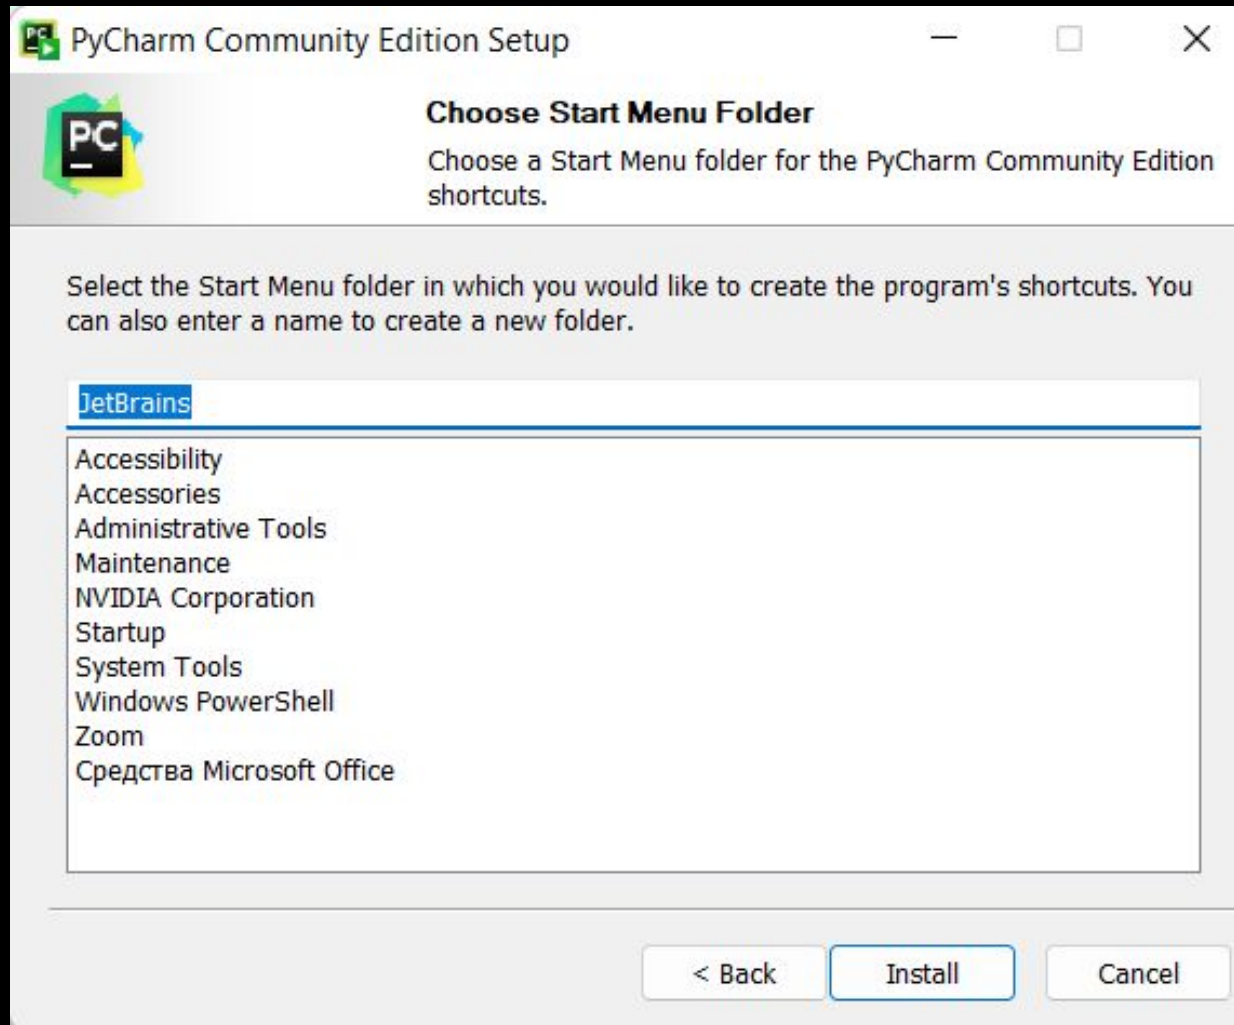 PyCharm Community Edition Setup
PC
Choose Start Menu Folder
Choose a Start Menu folder for the PyCharm Community Edition
shortcuts.
Select the Start Menu folder in which you would like to create the program's shortcuts. You
can also enter a name to create a new folder.
JetBrains
Accessibility
Accessories
Administrative Tools
Maintenance
NVIDIA Corporation
Startup
System Tools
Windows PowerShell
Zoom
Средства Microsoft Office
< Back
Install
Cancel